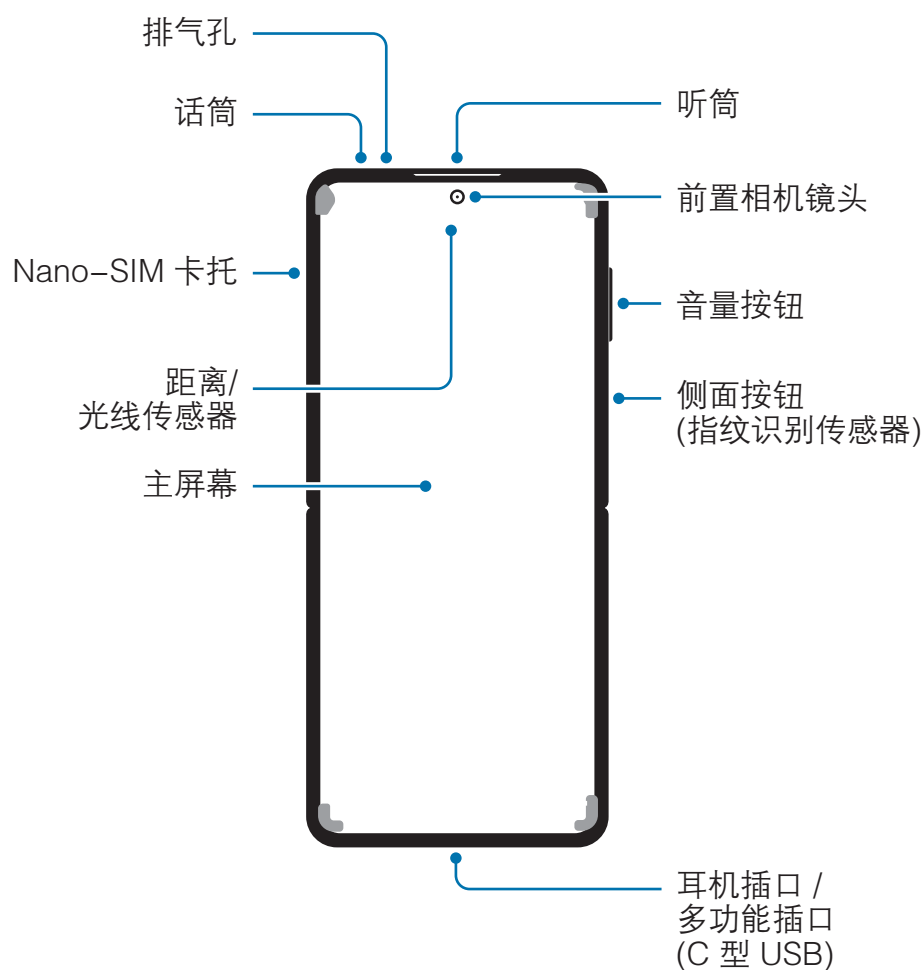 排气孔
话筒
听筒
前置相机镜头
Nano-SIM 卡托
音量按钮
距离/
光线传感器
侧面按钮
(指纹识别传感器)
主屏幕
耳机插口 /
多功能插口
(C 型 USB)